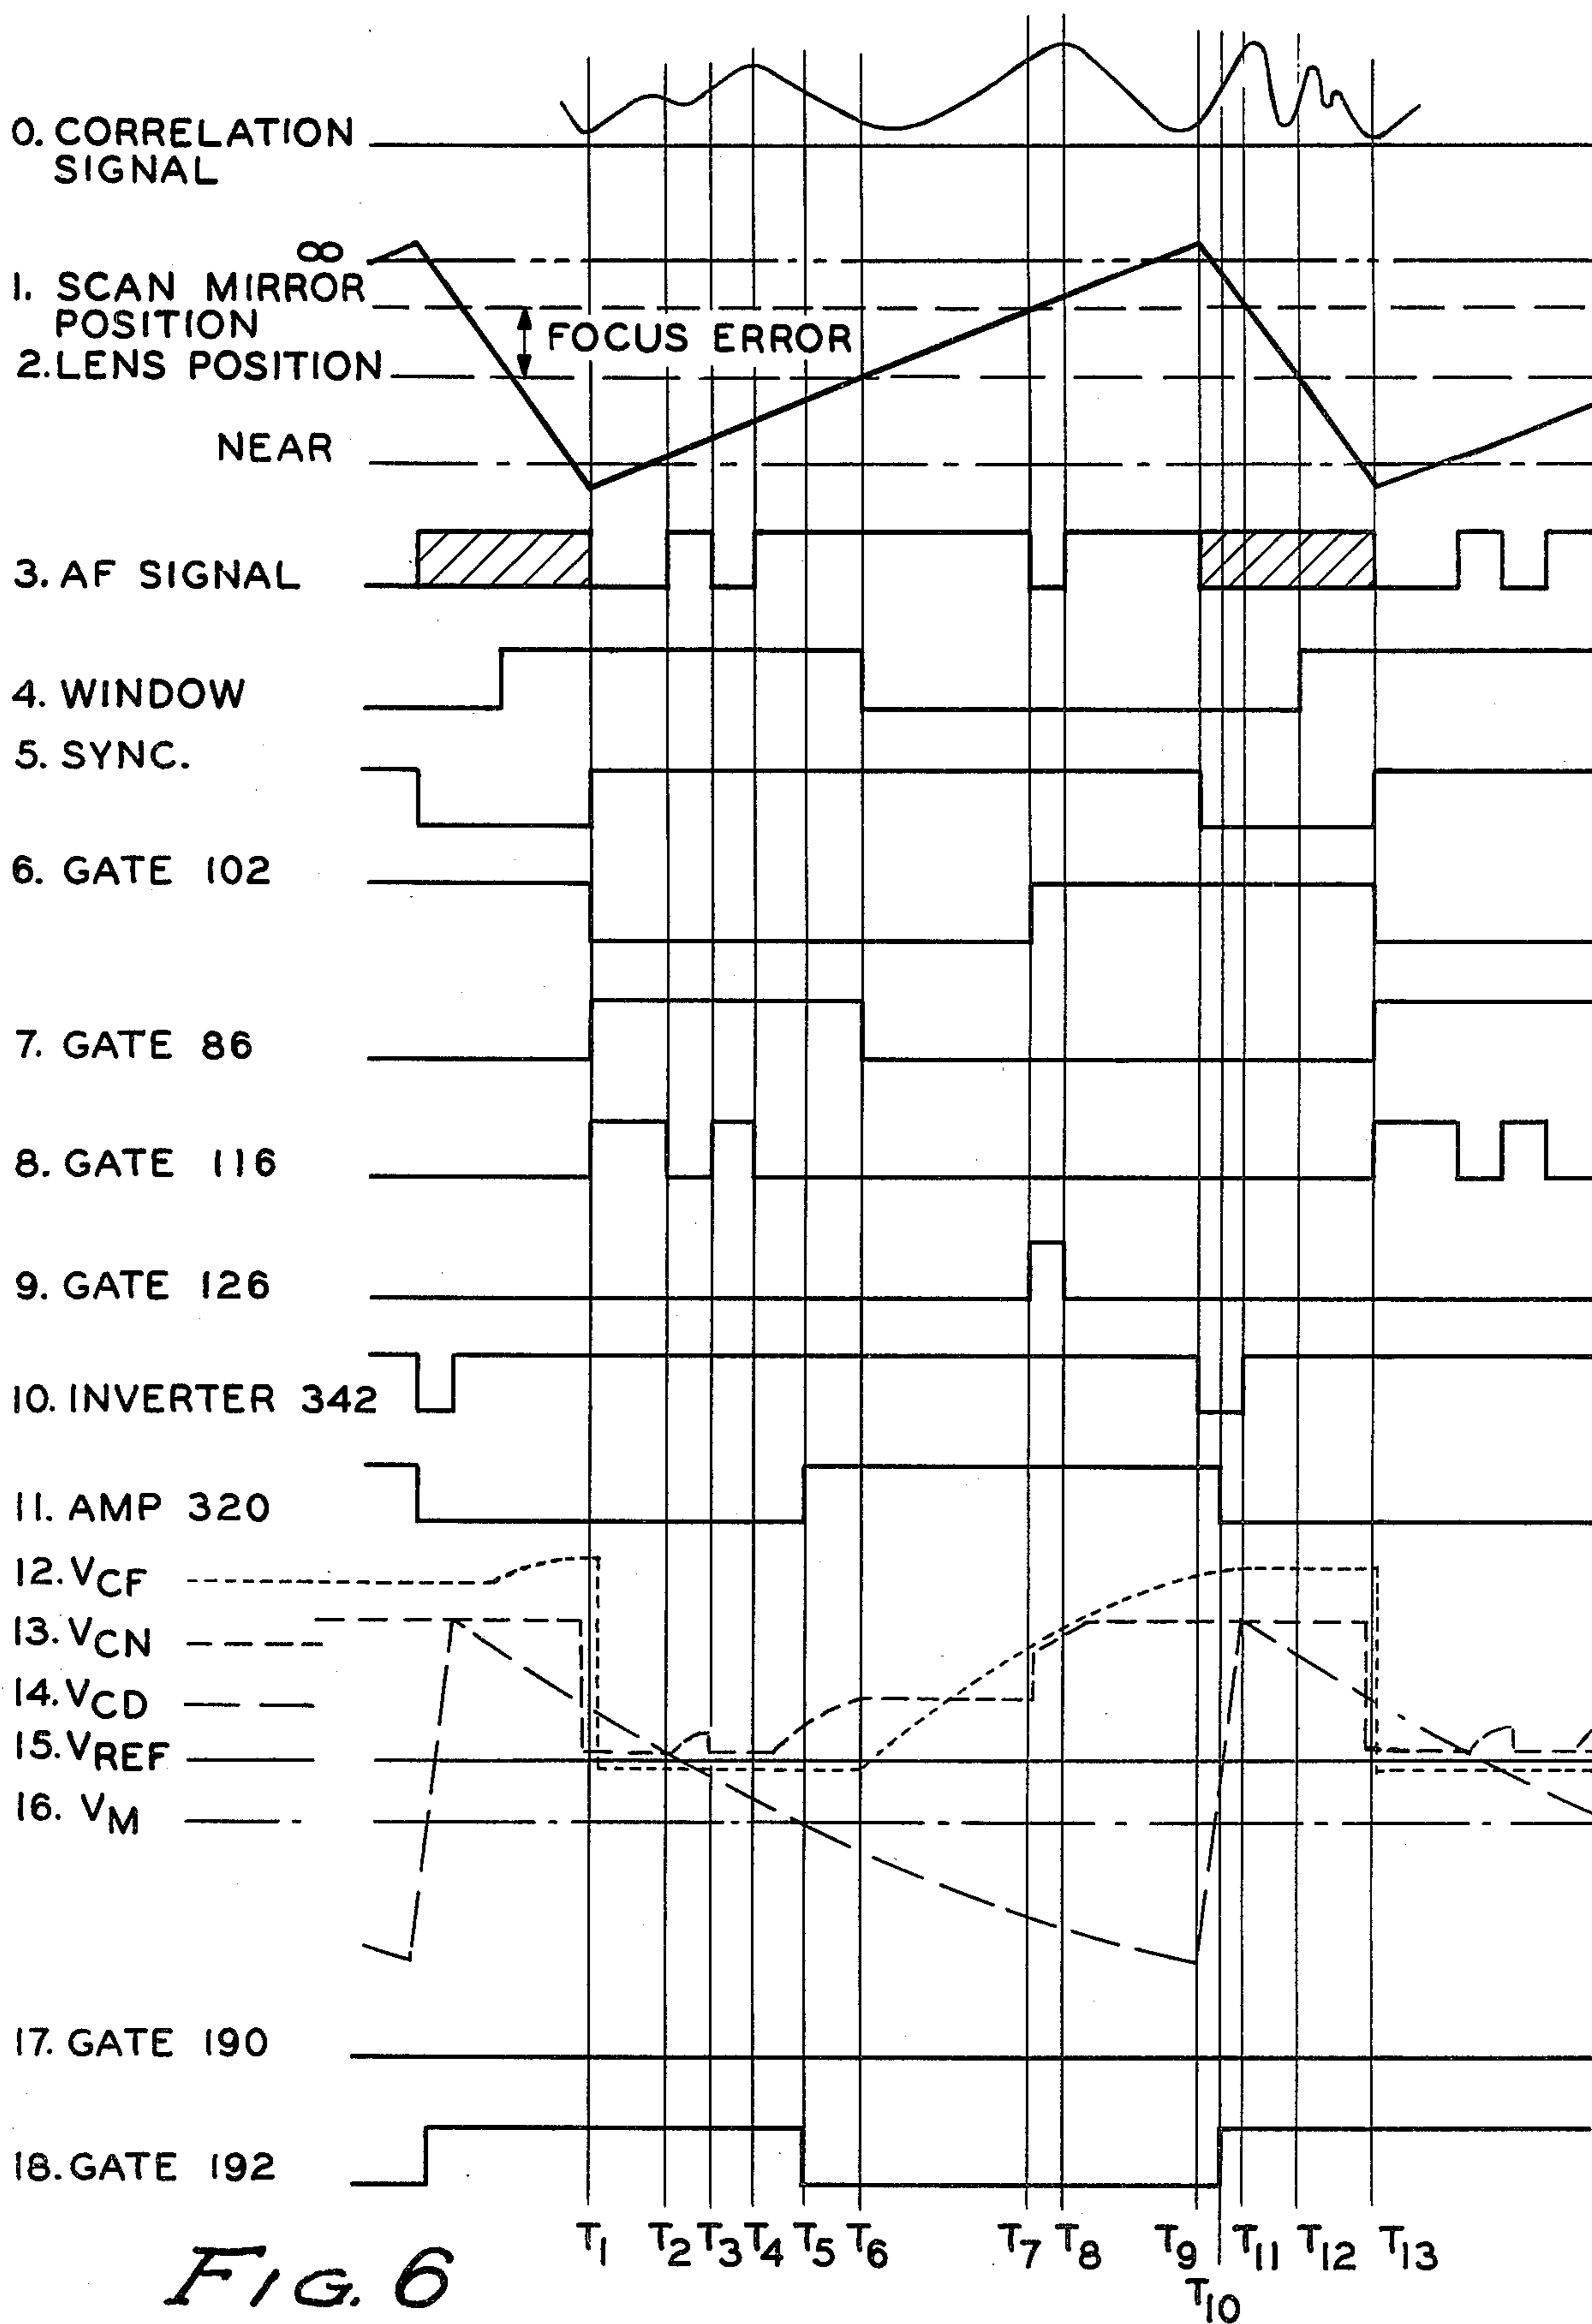 0. CORRELATION
SIGNAL
∞
1. SCAN MIRROR
POSITION
FOCUS ERROR
2. LENS POSITION
NEAR
3. AF SIGNAL
4. WINDOW
5. SYNC.
6. GATE 102
7. GATE 86
8. GATE 116
9. GATE 126
10. INVERTER 342
11. AMP 320
12. VCF
13. VCN
14. VCD
15. VREF
16. VM
17. GATE 190
18. GATE 192
T1 T2 T3 T4 T5 T6 T7 T8 T9 T11 T12 T13
T10
FIG. 6